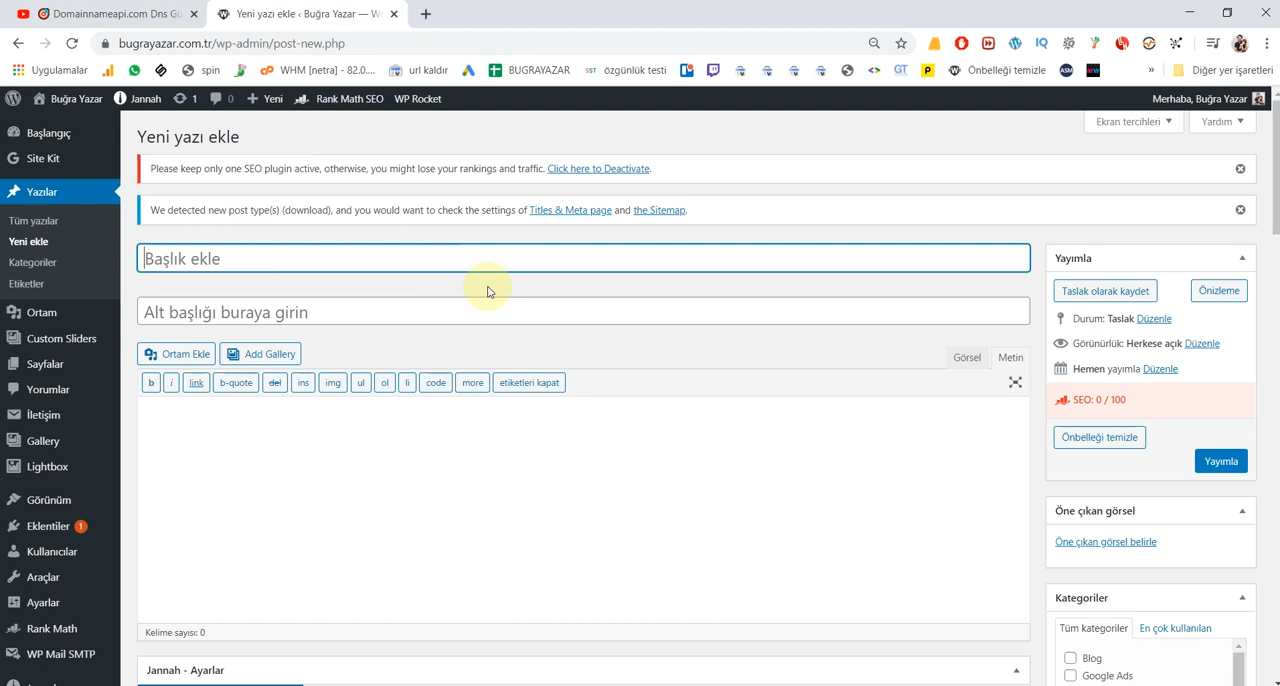 Domainnameapi.com Dns Gü
Yeni yazı ekle ‹ Buğra Yazar — W
bugrayazar.com.tr/wp-admin/post-new.php
Uygulamalar
spin
WHM [netra] - 82.0....
url kaldır
BUGRAYAZAR
SST özgünlük testi
Önbelleği temizle
»
Diğer yer işaretleri
Buğra Yazar
Jannah
1
0
Yeni
Rank Math SEO
WP Rocket
Merhaba, Buğra Yazar
Başlangıç
Site Kit
Yazılar
Tüm yazılar
Yeni ekle
Kategoriler
Etiketler
Ortam
Custom Sliders
Sayfalar
Yorumlar
İletişim
Gallery
Lightbox
Görünüm
Eklentiler 1
Kullanıcılar
Araçlar
Ayarlar
Rank Math
WP Mail SMTP
Yeni yazı ekle
Ekran tercihleri
Yardım
Please keep only one SEO plugin active, otherwise, you might lose your rankings and traffic. Click here to Deactivate.
We detected new post type(s) (download), and you would want to check the settings of Titles & Meta page and the Sitemap.
Başlık ekle
Alt başlığı buraya girin
Ortam Ekle
Add Gallery
Görsel
Metin
b
i
link
b-quote
del
ins
img
ul
ol
li
code
more
etiketleri kapat
Kelime sayısı: 0
Jannah - Ayarlar
Yayımla
Taslak olarak kaydet
Önizleme
Durum: Taslak Düzenle
Görünürlük: Herkese açık Düzenle
Hemen yayımla Düzenle
SEO: 0 / 100
Önbelleği temizle
Yayımla
Öne çıkan görsel
Öne çıkan görsel belirle
Kategoriler
Tüm kategoriler
En çok kullanılan
Blog
Google Ads